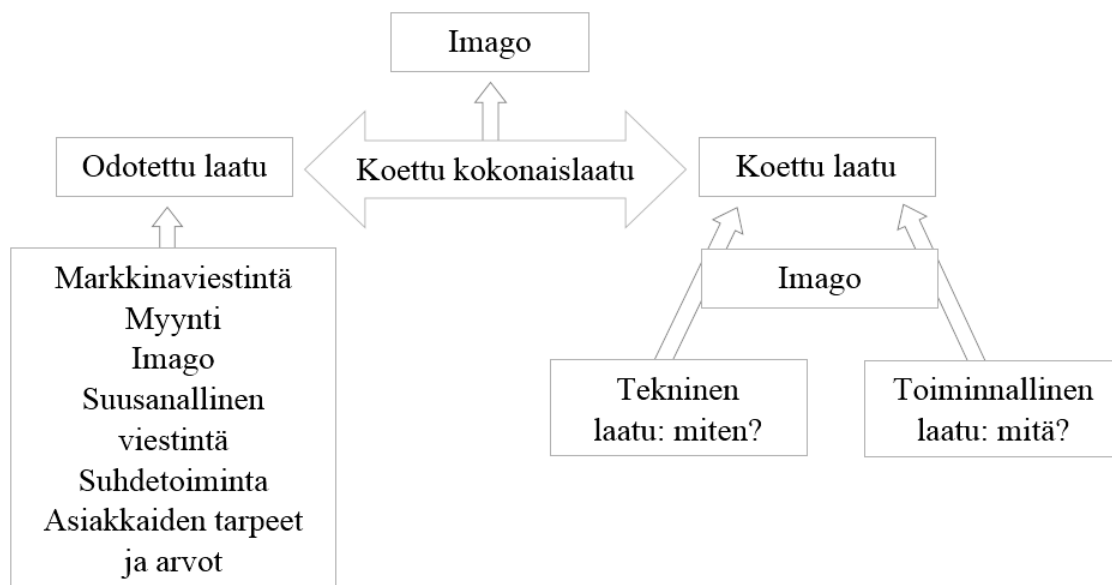 Imago
Odotettu laatu
Koettu kokonaislaatu
Koettu laatu
Markkinaviestintä
Myynti
Imago
Suusanallinen
viestintä
Suhdetoiminta
Asiakkaiden tarpeet
ja arvot
Imago
Tekninen
laatu: miten?
Toiminnallinen
laatu: mitä?